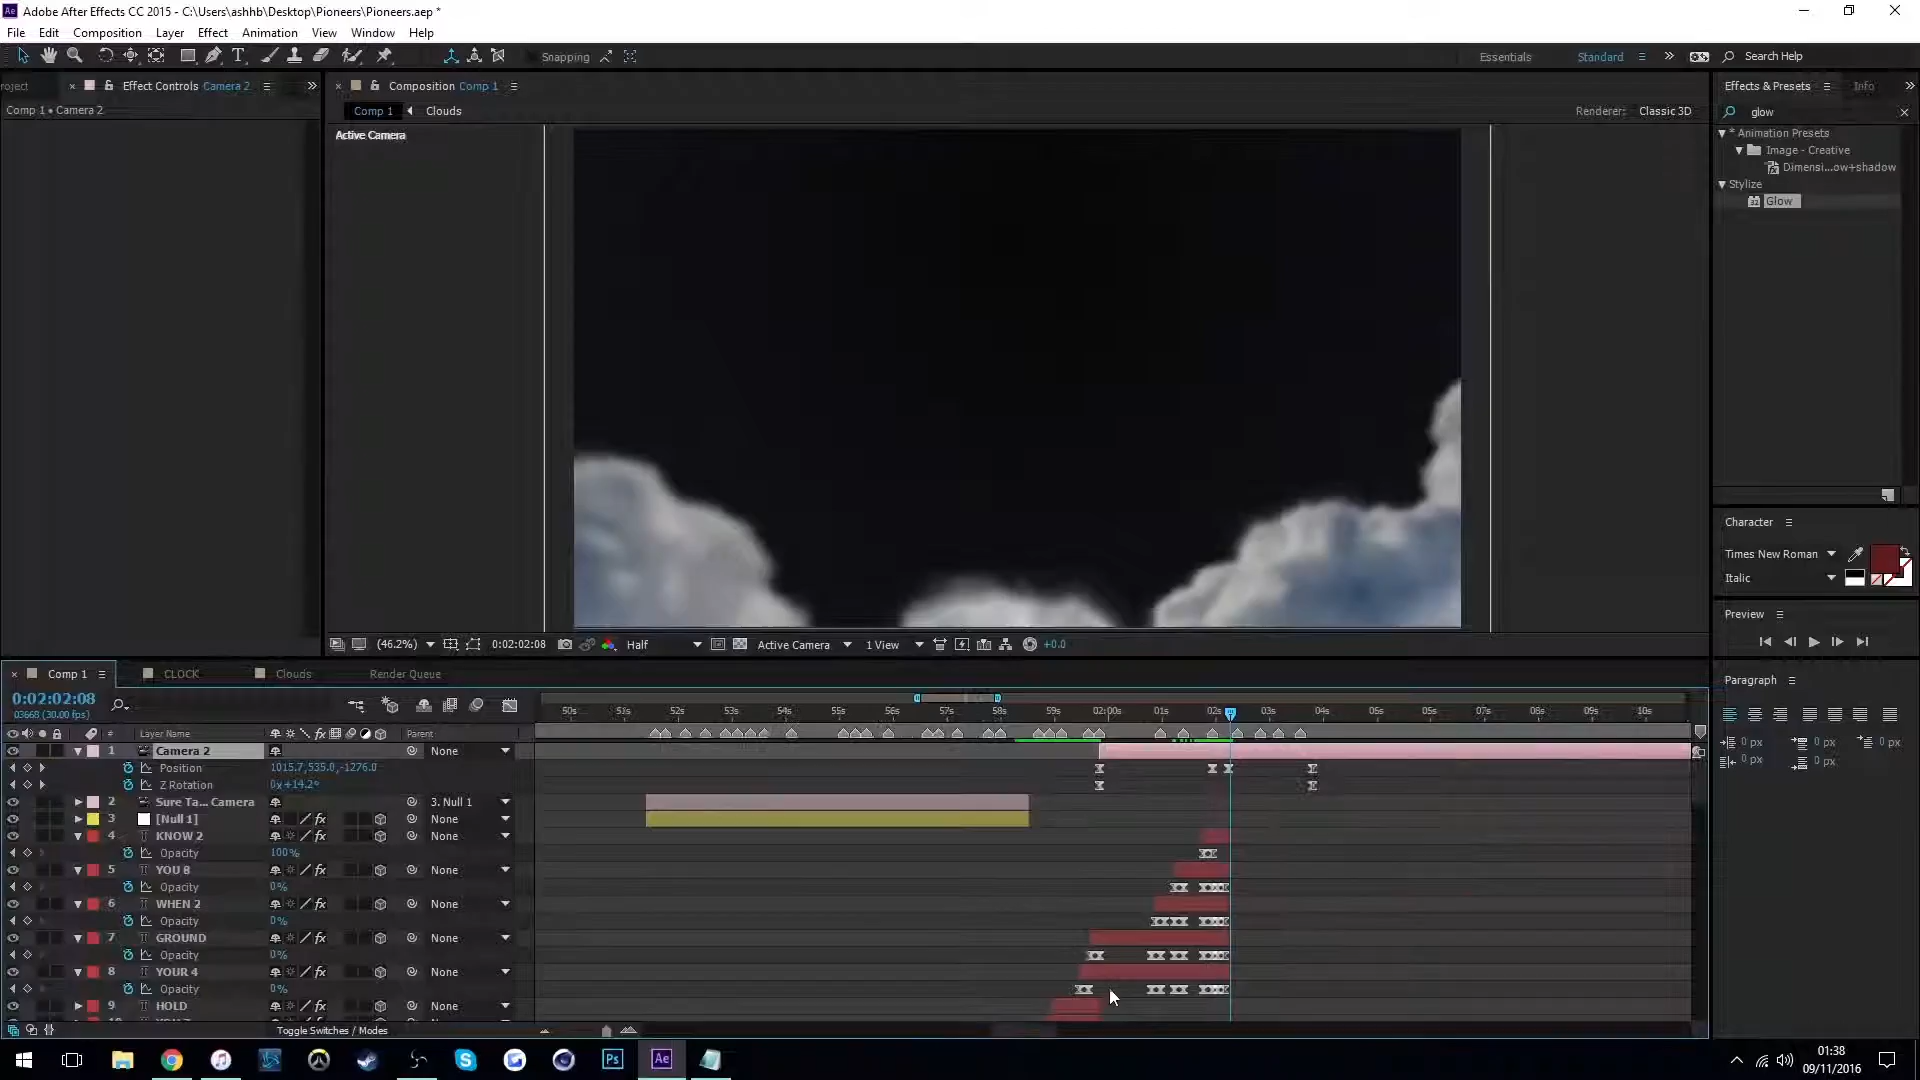 Adobe After Effects CC 2015 - C:\Users\ashhb\Desktop\Pioneers\Pioneers.aep *
File Edit Composition Layer Effect Animation View Window Help
Snapping
Essentials Standard Search Help
roject Effect Controls Camera 2
Comp 1 • Camera 2
Composition Comp 1
Comp 1 Clouds
Renderer: Classic 3D
Active Camera
Effects & Presets Info
glow
* Animation Presets
Image - Creative
Dimensi...ow+shadow
Stylize
Glow
Character
Times New Roman
Italic
Preview
Paragraph
0 px 0 px 0 px
0 px 0 px
(46.2%) 0:02:02:08 Half Active Camera 1 View +0.0
Comp 1 CLOCK Clouds Render Queue
0:02:02:08
03668 (30.00 fps)
50s 51s 52s 53s 54s 55s 56s 57s 58s 59s 02:00s 01s 02s 03s 04s 05s 06s 07s 08s 09s 10s
# Layer Name Parent
1 Camera 2 None
Position 1015.7,535.0,-1276.0
Z Rotation 0x+14.2°
2 Sure Ta... Camera 3. Null 1
3 [Null 1] None
4 KNOW 2 None
Opacity 100%
5 YOU 8 None
Opacity 0%
6 WHEN 2 None
Opacity 0%
7 GROUND None
Opacity 0%
8 YOUR 4 None
Opacity 0%
9 HOLD None
Toggle Switches / Modes
Ps Ae
01:38
09/11/2016